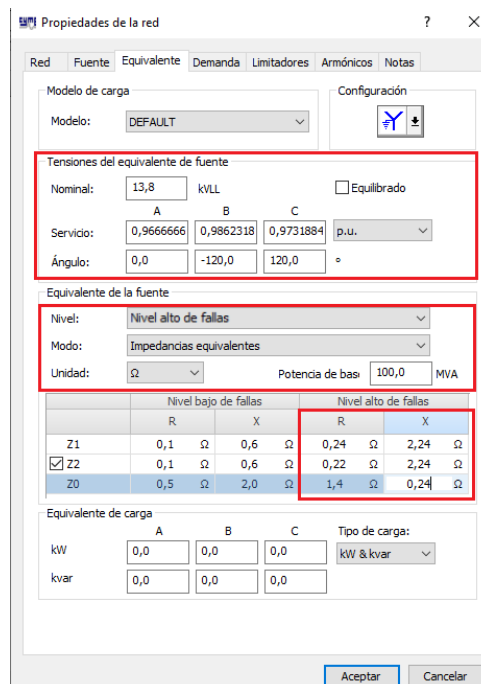 Propiedades de la red ? ×
Red Fuente Equivalente Demanda Limitadores Armónicos Notas
Modelo de carga Configuración
Modelo: DEFAULT
Tensiones del equivalente de fuente
Nominal: 13,8 kVLL Equilibrado
A B C
Servicio: 0,9666666 0,9862318 0,9731884 p.u.
Ángulo: 0,0 -120,0 120,0 °
Equivalente de la fuente
Nivel: Nivel alto de fallas
Modo: Impedancias equivalentes
Unidad: Ω Potencia de base 100,0 MVA
Nivel bajo de fallas Nivel alto de fallas
R X R X
Z1 0,1 Ω 0,6 Ω 0,24 Ω 2,24 Ω
Z2 0,1 Ω 0,6 Ω 0,22 Ω 2,24 Ω
Z0 0,5 Ω 2,0 Ω 1,4 Ω 0,24 Ω
Equivalente de carga
A B C Tipo de carga:
kW 0,0 0,0 0,0 kW & kvar
kvar 0,0 0,0 0,0
Aceptar Cancelar